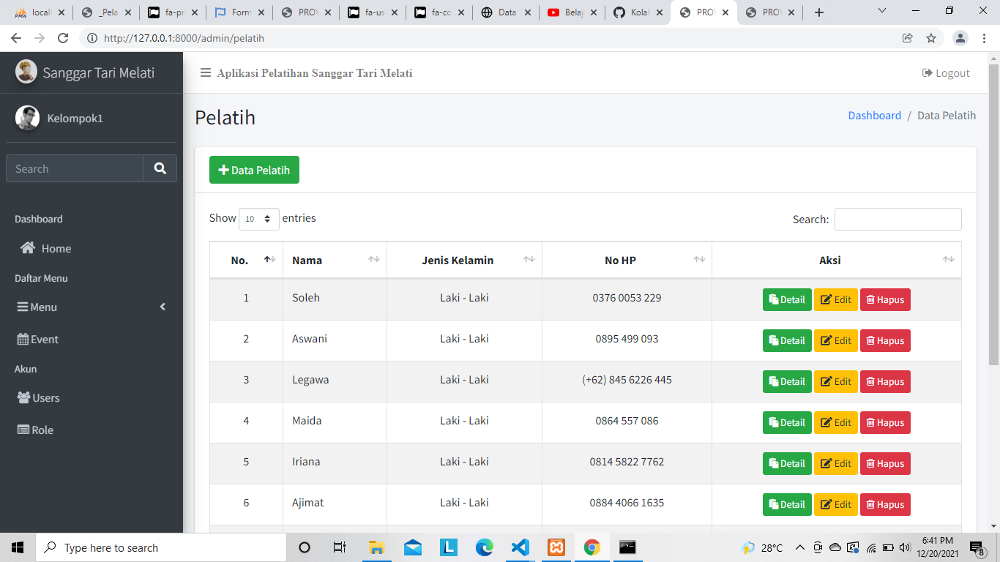 locall
_Pela
fa-pr
Form
PROY
fa-us
fa-co
Data
Belaj
Kolal
PROY
PROY
http://127.0.0.1:8000/admin/pelatih
Sanggar Tari Melati
Aplikasi Pelatihan Sanggar Tari Melati
Logout
Kelompok1
Search
Dashboard
Home
Daftar Menu
Menu
Event
Akun
Users
Role
Pelatih
Dashboard / Data Pelatih
Data Pelatih
Show 10 entries
Search:
No. Nama Jenis Kelamin No HP Aksi
1 Soleh Laki - Laki 0376 0053 229 Detail Edit Hapus
2 Aswani Laki - Laki 0895 499 093 Detail Edit Hapus
3 Legawa Laki - Laki (+62) 845 6226 445 Detail Edit Hapus
4 Maida Laki - Laki 0864 557 086 Detail Edit Hapus
5 Iriana Laki - Laki 0814 5822 7762 Detail Edit Hapus
6 Ajimat Laki - Laki 0884 4066 1635 Detail Edit Hapus
Type here to search
L
28°C
6:41 PM
12/20/2021
8